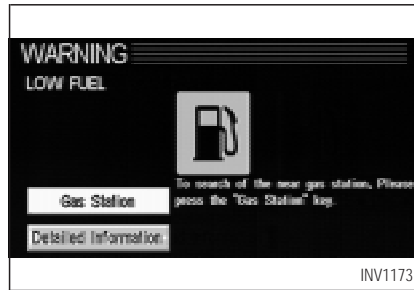 WARNING
LOW FUEL
To search of the near gas station, Please
press the "Gas Station" key.
Gas Station
Detailed Information
INV1173